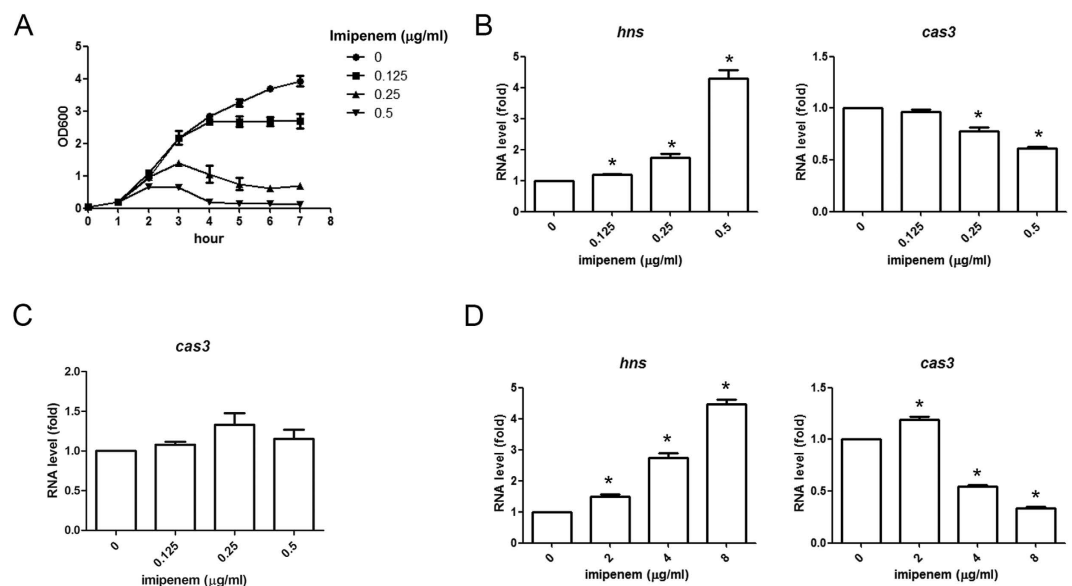 A
Imipenem (μg/ml)
0
0.125
0.25
0.5
OD600
5
4
3
2
1
0
0 1 2 3 4 5 6 7 8
hour
B
hns
RNA level (fold)
5
4
3
2
1
0
* * *
0 0.125 0.25 0.5
imipenem (μg/ml)
cas3
RNA level (fold)
1.5
1.0
0.5
0.0
* *
0 0.125 0.25 0.5
imipenem (μg/ml)
C
cas3
RNA level (fold)
2.0
1.5
1.0
0.5
0.0
0 0.125 0.25 0.5
imipenem (μg/ml)
D
hns
RNA level (fold)
5
4
3
2
1
0
* * *
0 2 4 8
imipenem (μg/ml)
cas3
RNA level (fold)
1.5
1.0
0.5
0.0
* * *
0 2 4 8
imipenem (μg/ml)